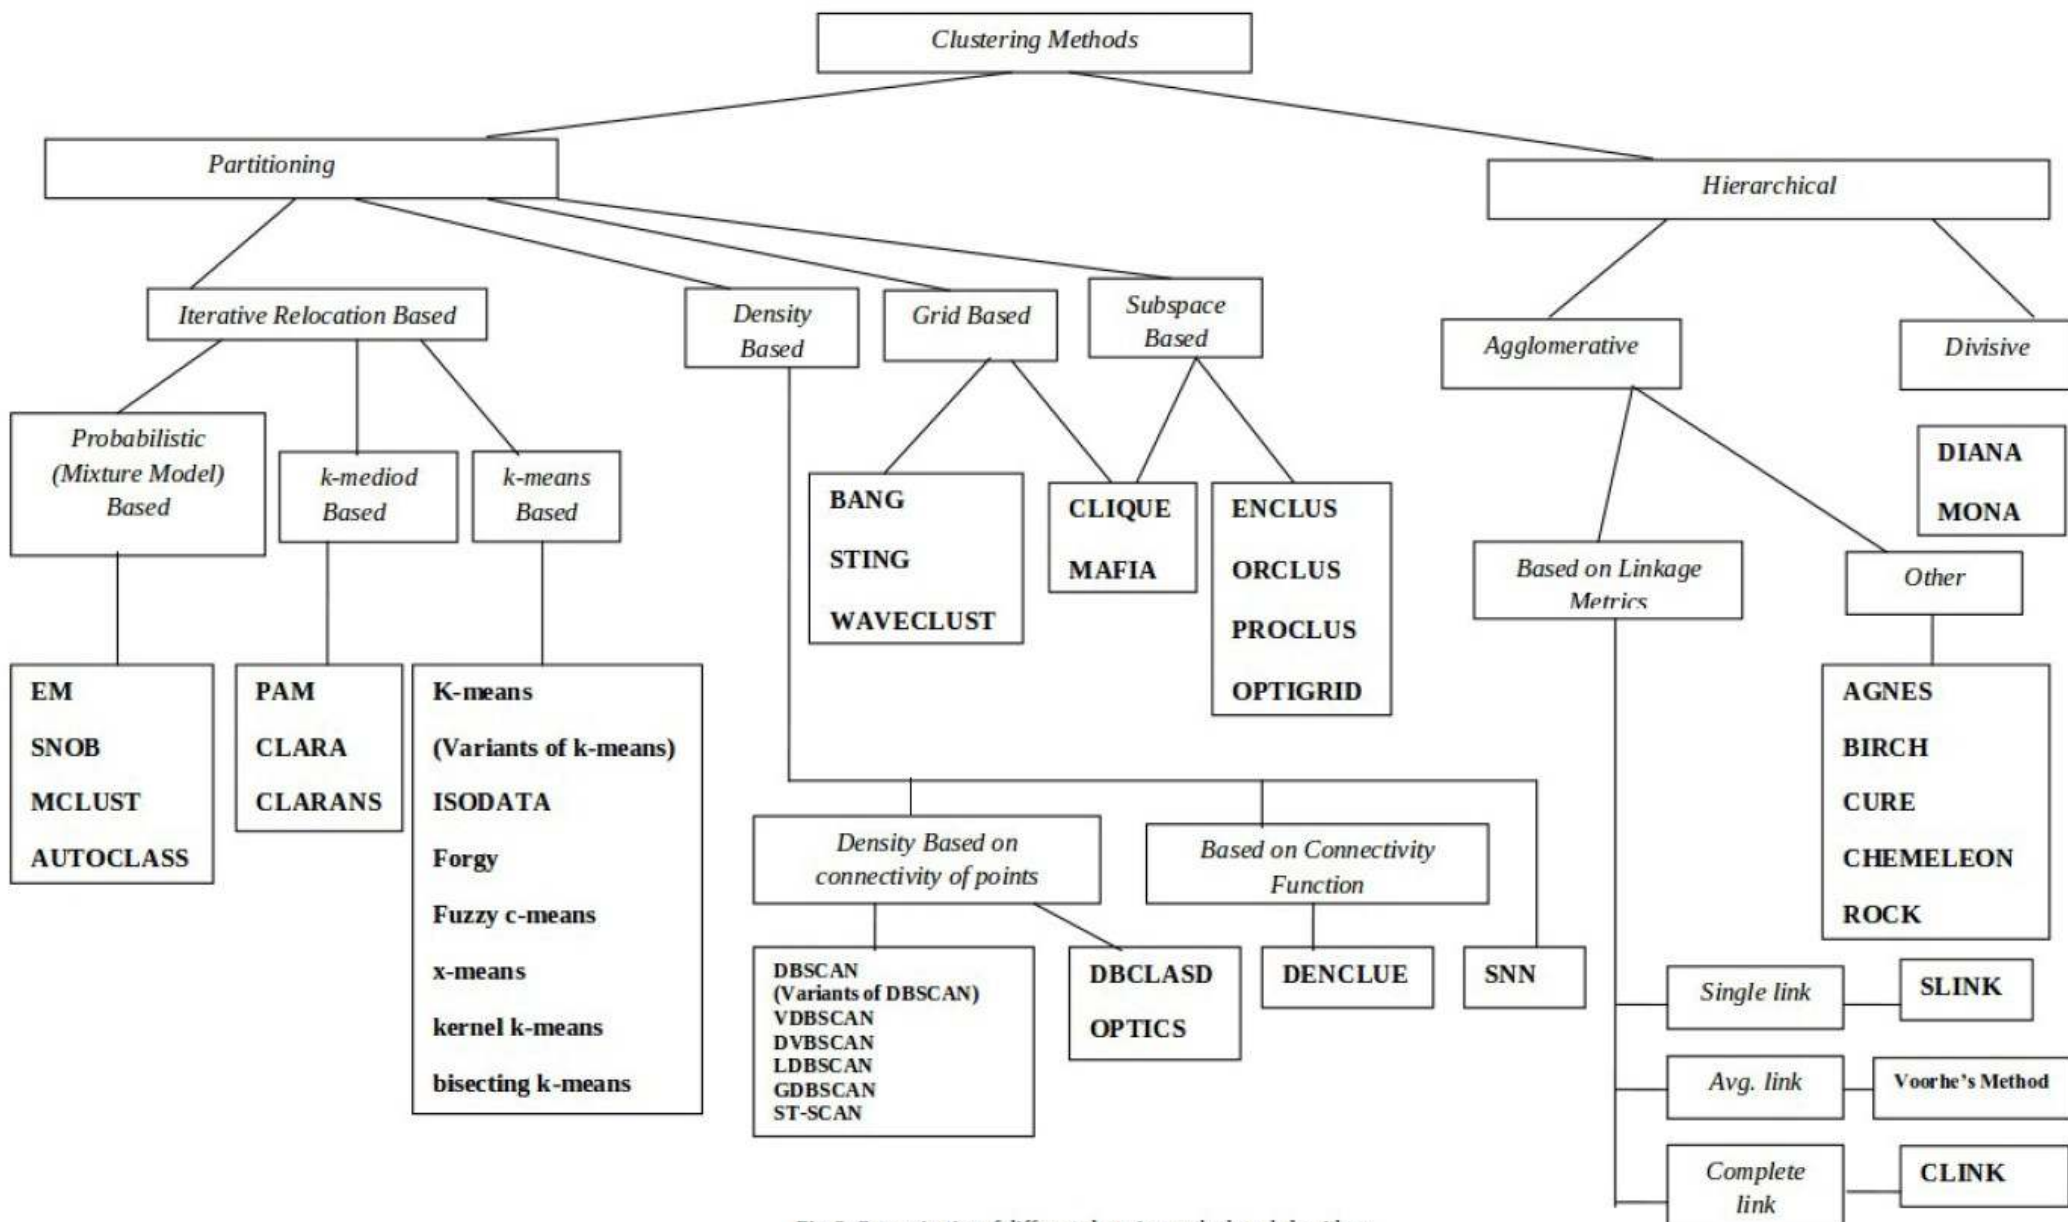 Clustering Methods
Partitioning
Hierarchical
Iterative Relocation Based
Density
Based
Grid Based
Subspace
Based
Agglomerative
Divisive
Probabilistic
(Mixture Model)
Based
k-mediod
Based
k-means
Based
BANG
STING
WAVECLUST
CLIQUE
MAFIA
ENCLUS
ORCLUS
PROCLUS
OPTIGRID
DIANA
MONA
Based on Linkage
Metrics
Other
EM
SNOB
MCLUST
AUTOCLASS
PAM
CLARA
CLARANS
K-means
(Variants of k-means)
ISODATA
Forgy
Fuzzy c-means
x-means
kernel k-means
bisecting k-means
AGNES
BIRCH
CURE
CHEMELEON
ROCK
Density Based on
connectivity of points
Based on Connectivity
Function
DBSCAN
(Variants of DBSCAN)
VDBSCAN
DVBSCAN
LDBSCAN
GDBSCAN
ST-SCAN
DBCLASD
OPTICS
DENCLUE
SNN
Single link
SLINK
Avg. link
Voorhe's Method
Complete
link
CLINK